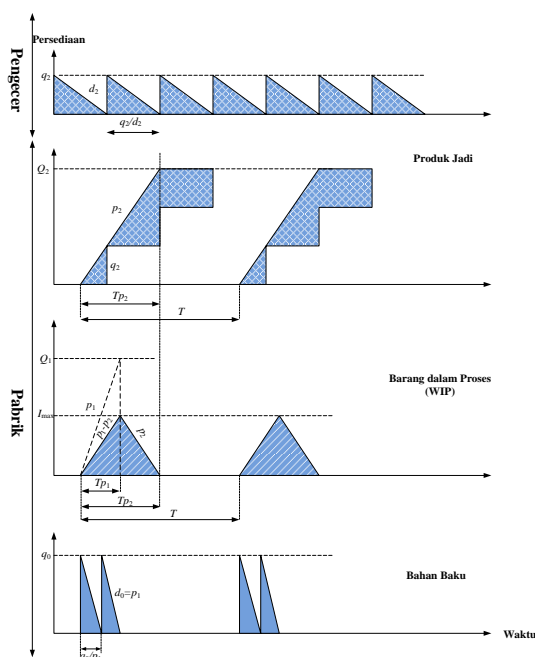 Pengecer
Persediaan
q2
d2
q2/d2
Pabrik
Produk Jadi
Q2
p2
q2
Tp2
T
Q1
Barang dalam Proses
(WIP)
p1
Imax
p1-p2
p2
Tp1
Tp2
T
q0
Bahan Baku
d0=p1
Waktu